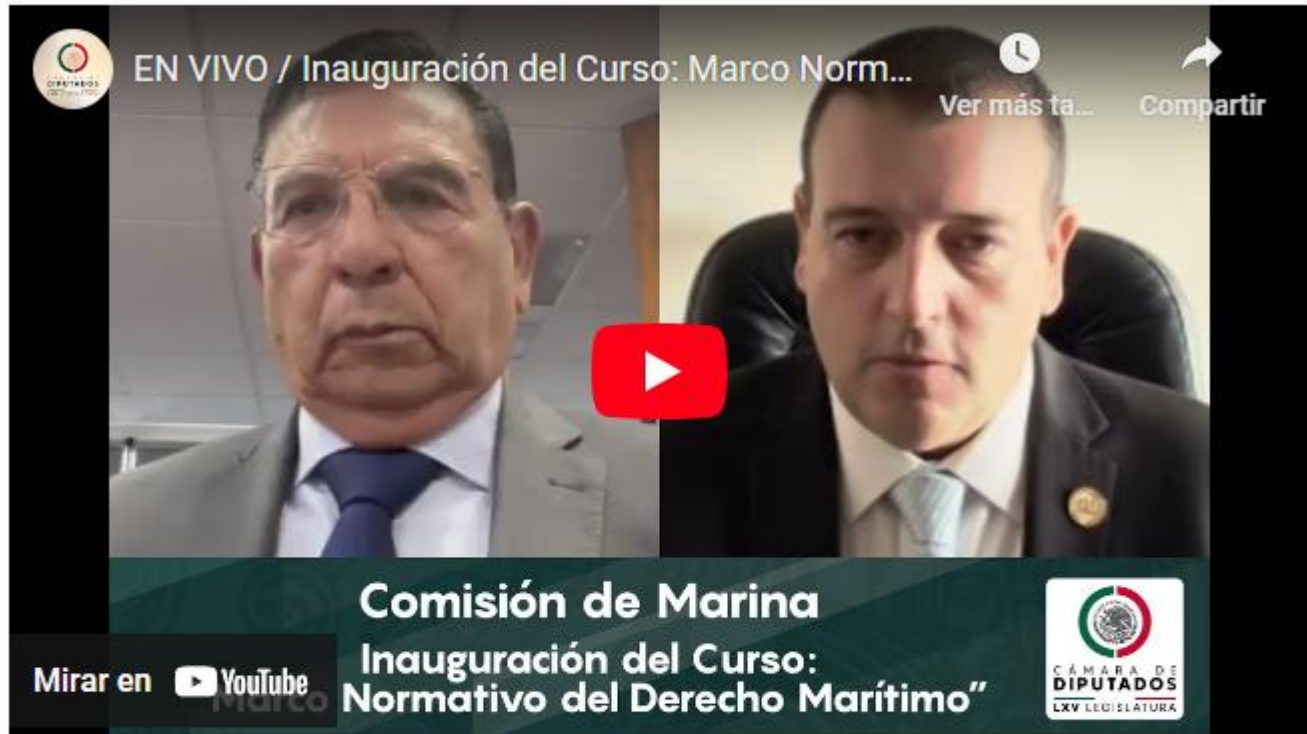 EN VIVO / Inauguración del Curso: Marco Norm...
Ver más ta...
Compartir
Comisión de Marina
Inauguración del Curso:
Marco Normativo del Derecho Marítimo”
Mirar en YouTube
CÁMARA DE
DIPUTADOS
LXV LEGISLATURA